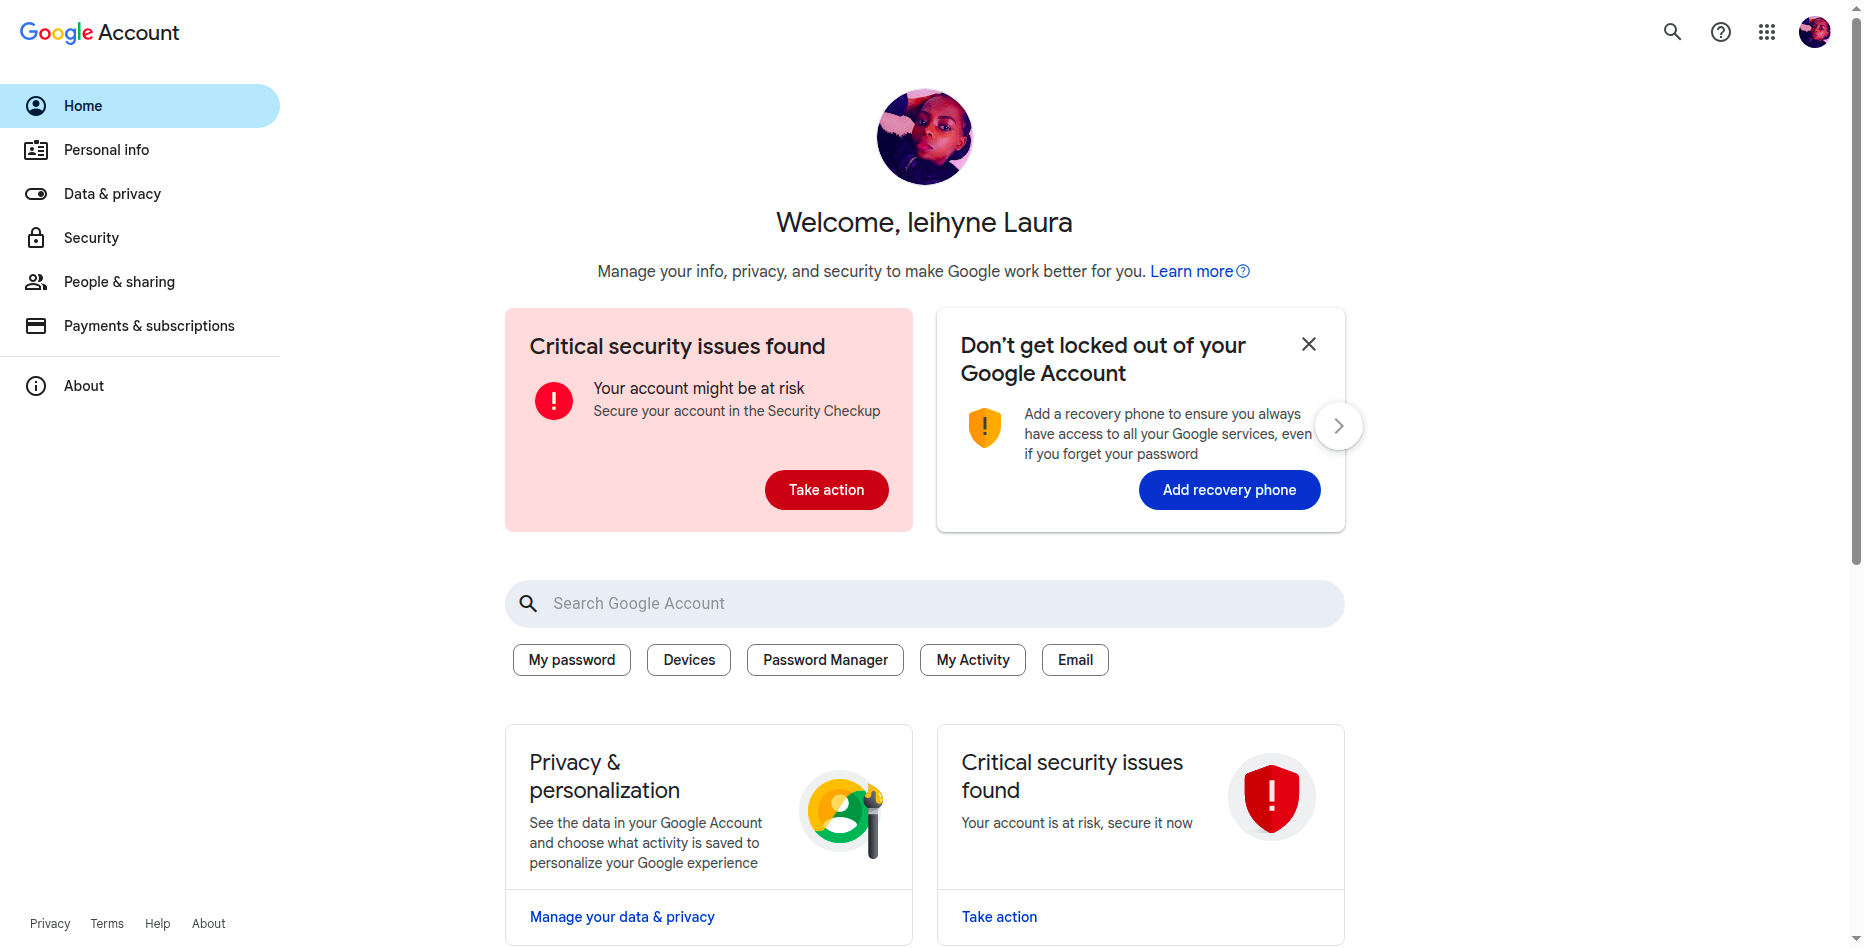 Google Account
Home
Personal info
Data & privacy
Security
People & sharing
Payments & subscriptions
About
Welcome, leihyne Laura
Manage your info, privacy, and security to make Google work better for you. Learn more
Critical security issues found
Your account might be at risk
Secure your account in the Security Checkup
Take action
Don't get locked out of your
Google Account
Add a recovery phone to ensure you always
have access to all your Google services, even
if you forget your password
Add recovery phone
Search Google Account
My password
Devices
Password Manager
My Activity
Email
Privacy &
personalization
See the data in your Google Account
and choose what activity is saved to
personalize your Google experience
Manage your data & privacy
Critical security issues
found
Your account is at risk, secure it now
Take action
Privacy Terms Help About